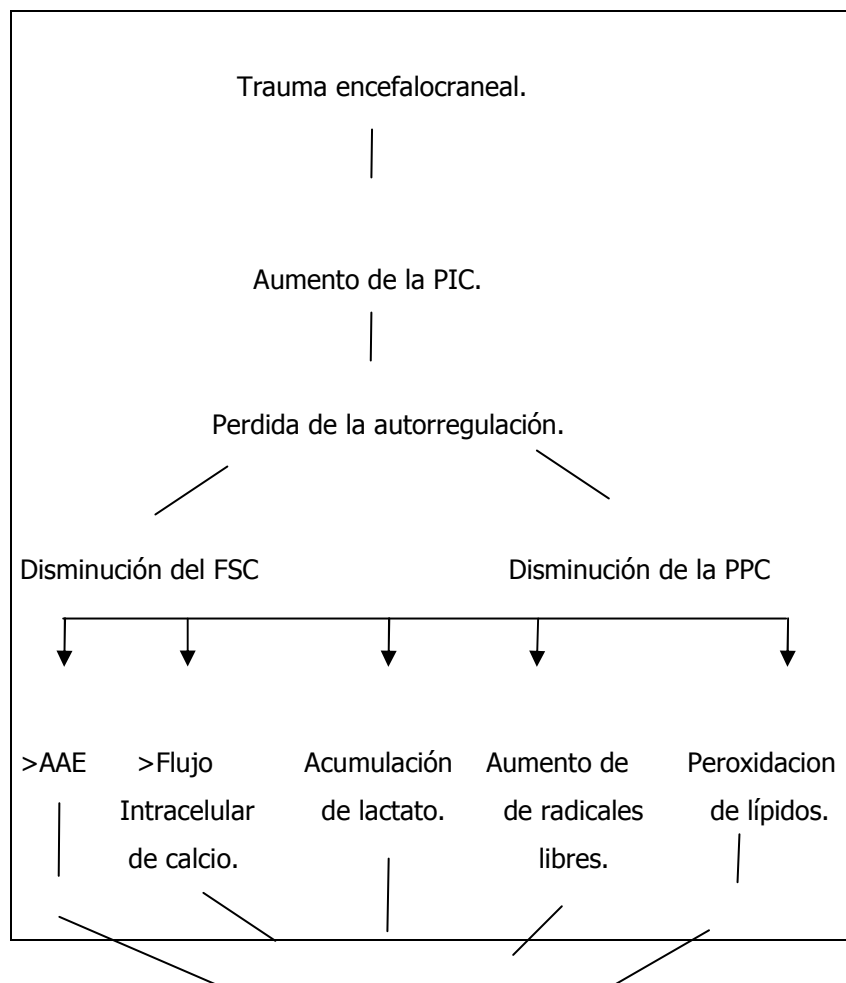 Trauma encefalocraneal.
Aumento de la PIC.
Perdida de la autorregulación.
Disminución del FSC
Disminución de la PPC
>AAE
>Flujo
Intracelular
de calcio.
Acumulación
de lactato.
Aumento de
de radicales
libres.
Peroxidacion
de lípidos.